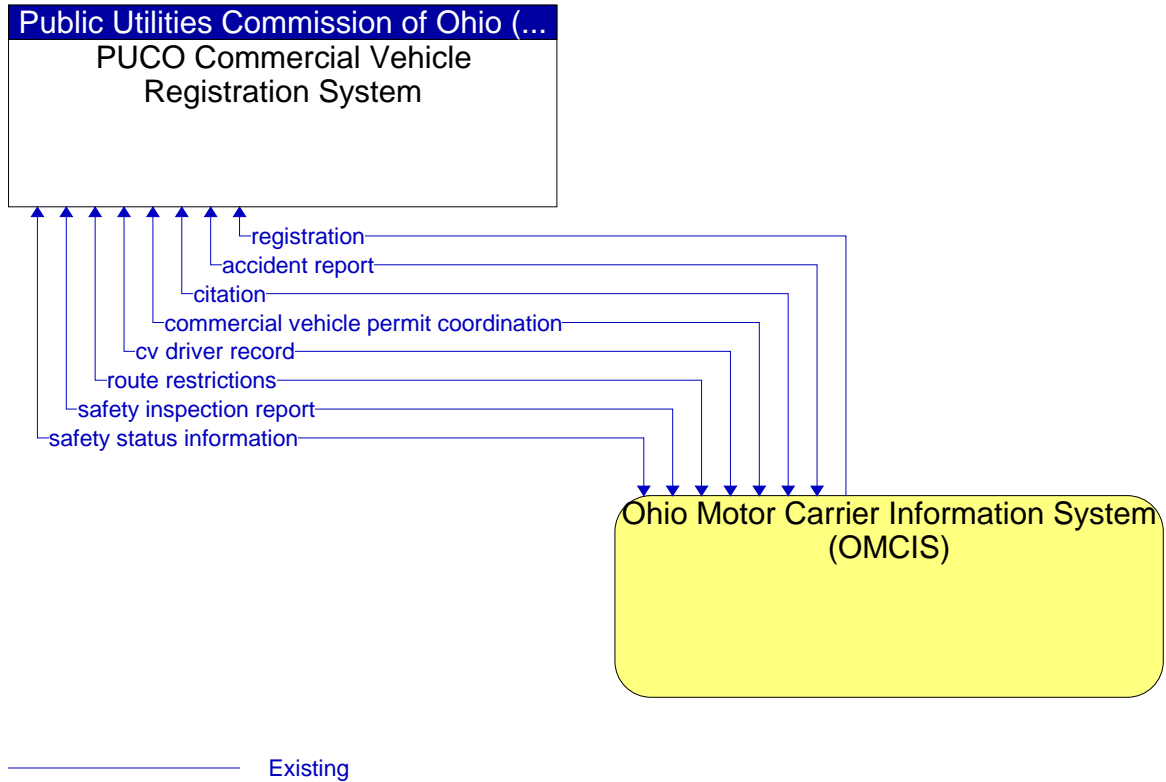 Public Utilities Commission of Ohio (...
PUCO Commercial Vehicle
Registration System
registration
accident report
citation
commercial vehicle permit coordination
cv driver record
route restrictions
safety inspection report
safety status information
Ohio Motor Carrier Information System
(OMCIS)
Existing